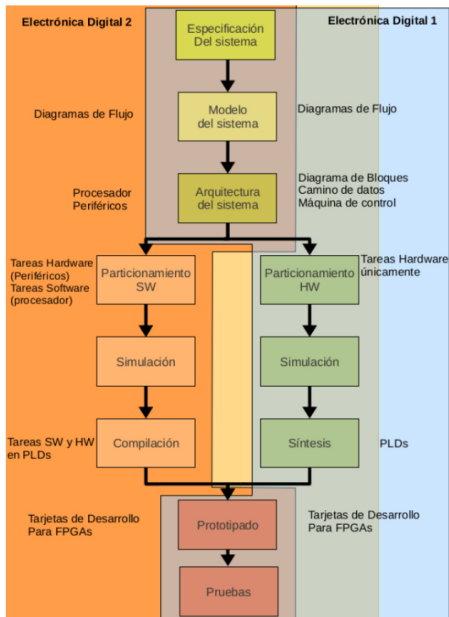 Electrónica Digital 2
Electrónica Digital 1
Especificación
Del sistema
Diagramas de Flujo
Modelo
del sistema
Diagramas de Flujo
Procesador
Periféricos
Arquitectura
del sistema
Diagrama de Bloques
Camino de datos
Máquina de control
Tareas Hardware
(Periféricos)
Tareas Software
(procesador)
Particionamiento
SW
Particionamiento
HW
Tareas Hardware
únicamente
Simulación
Simulación
Tareas SW y HW
en PLDs
Compilación
Síntesis
PLDs
Tarjetas de Desarrollo
Para FPGAs
Prototipado
Tarjetas de Desarrollo
Para FPGAs
Pruebas